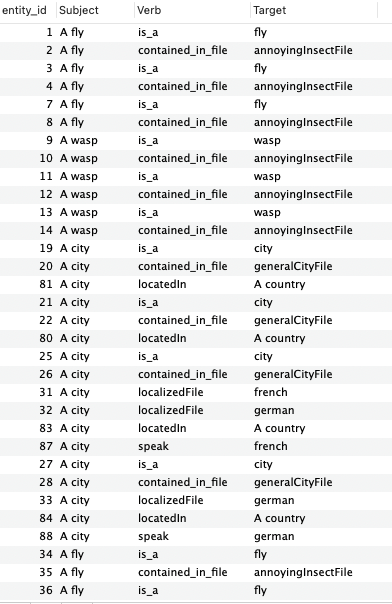 entity_id Subject Verb Target
1 A fly is_a fly
2 A fly contained_in_file annoyingInsectFile
3 A fly is_a fly
4 A fly contained_in_file annoyingInsectFile
7 A fly is_a fly
8 A fly contained_in_file annoyingInsectFile
9 A wasp is_a wasp
10 A wasp contained_in_file annoyingInsectFile
11 A wasp is_a wasp
12 A wasp contained_in_file annoyingInsectFile
13 A wasp is_a wasp
14 A wasp contained_in_file annoyingInsectFile
19 A city is_a city
20 A city contained_in_file generalCityFile
81 A city locatedIn A country
21 A city is_a city
22 A city contained_in_file generalCityFile
80 A city locatedIn A country
25 A city is_a city
26 A city contained_in_file generalCityFile
31 A city localizedFile french
32 A city localizedFile german
83 A city locatedIn A country
87 A city speak french
27 A city is_a city
28 A city contained_in_file generalCityFile
33 A city localizedFile german
84 A city locatedIn A country
88 A city speak german
34 A fly is_a fly
35 A fly contained_in_file annoyingInsectFile
36 A fly is_a fly